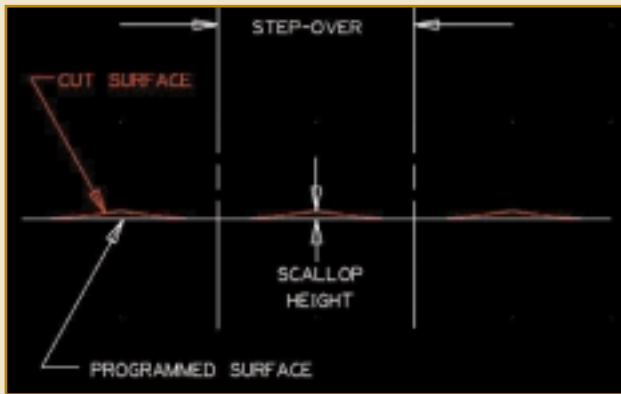 STEP-OVER
CUT SURFACE
SCALLOP
HEIGHT
PROGRAMMED SURFACE